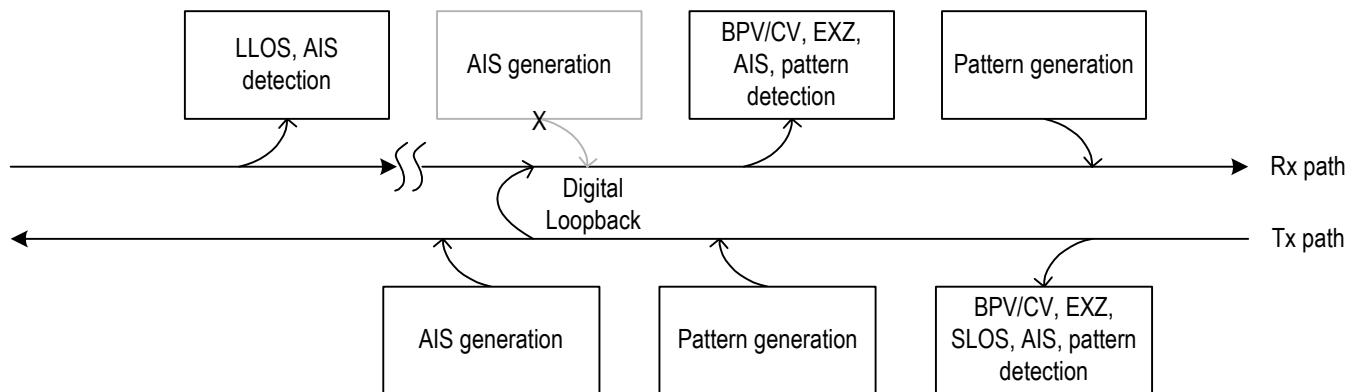 LLOS, AIS
detection
AIS generation
BPV/CV, EXZ,
AIS, pattern
detection
Pattern generation
X
Rx path
Digital
Loopback
Tx path
AIS generation
Pattern generation
BPV/CV, EXZ,
SLOS, AIS, pattern
detection